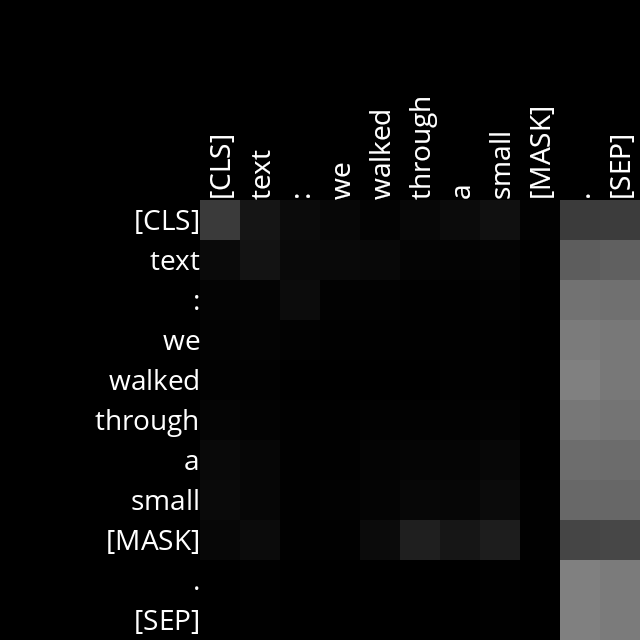 [CLS] text : we walked through a small [MASK] . [SEP]
[CLS]
text
:
we
walked
through
a
small
[MASK]
.
[SEP]